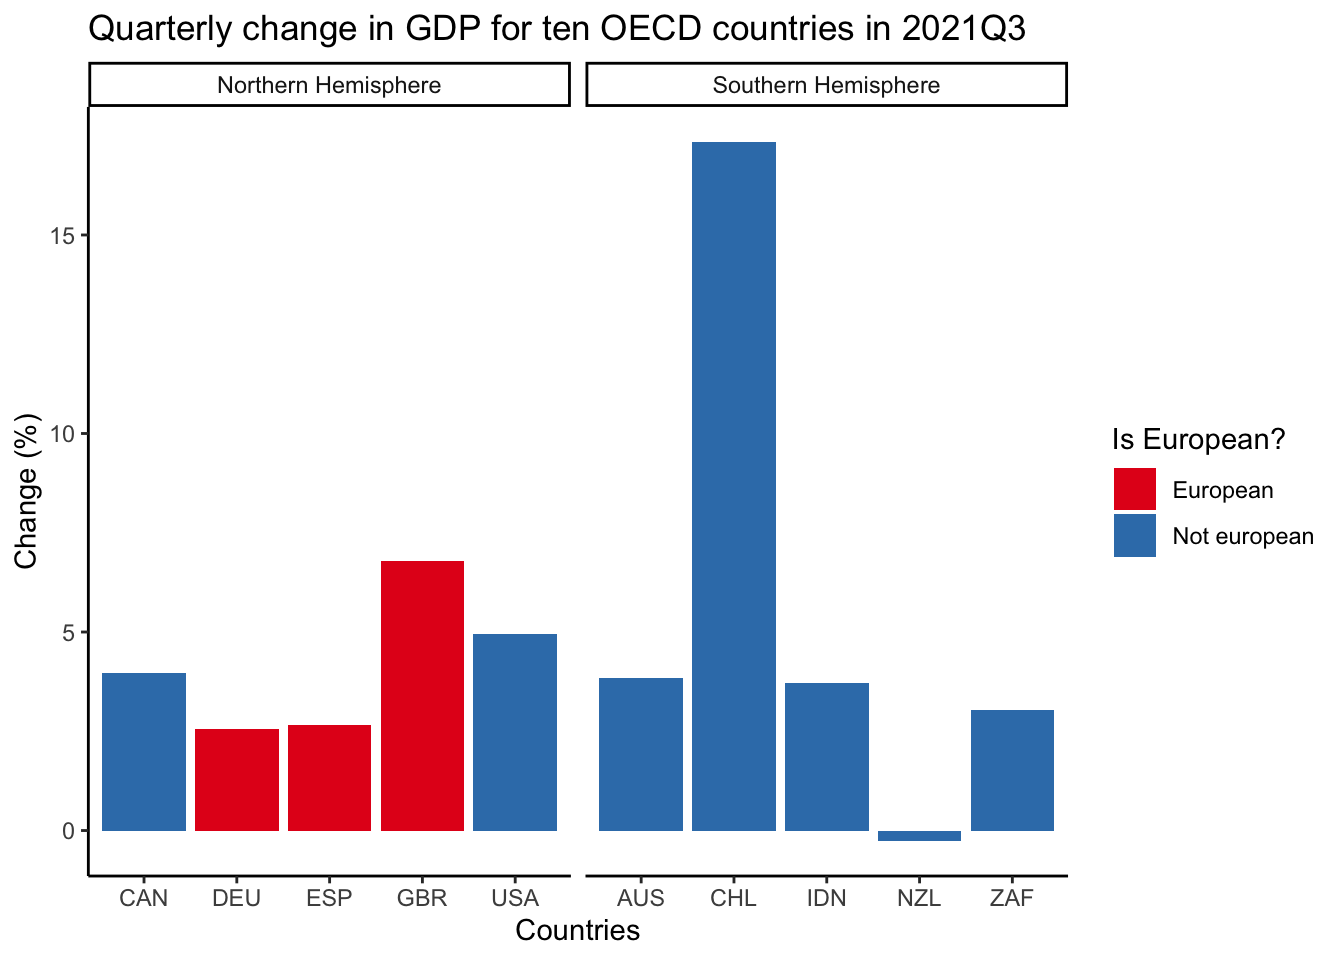 Quarterly change in GDP for ten OECD countries in 2021Q3
Northern Hemisphere
Southern Hemisphere
Change (%)
15
10
5
0
CAN
DEU
ESP
GBR
USA
AUS
CHL
IDN
NZL
ZAF
Countries
Is European?
European
Not european